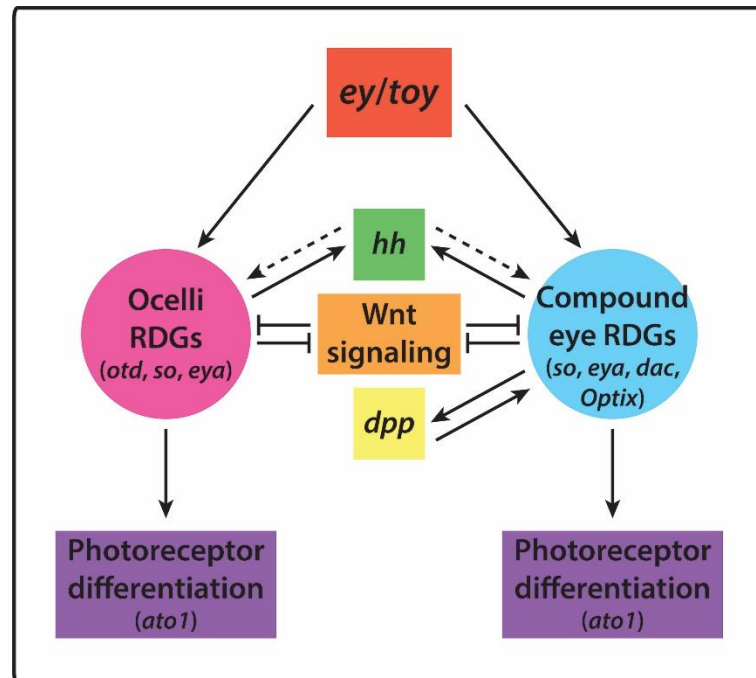 ey/toy
hh
Ocelli
RDGs
(otd, so, eya)
Wnt
signaling
Compound
eye RDGs
(so, eya, dac,
Optix)
dpp
Photoreceptor
differentiation
(ato1)
Photoreceptor
differentiation
(ato1)